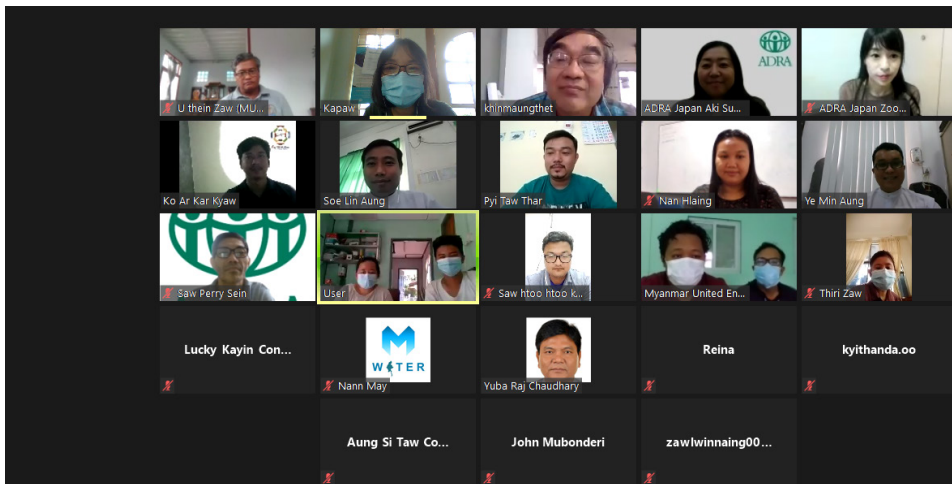 ADRA
U thein Zaw (MU...
Kapaw
khinmaungthet
ADRA Japan Aki Su...
ADRA Japan Zoo...
Ko Ar Kar Kyaw
Soe Lin Aung
Pyi Taw Thar
Nan Hlaing
Ye Min Aung
Saw Perry Sein
User
Saw htoo htoo k...
Myanmar United En...
Thiri Zaw
Lucky Kayin Con...
M
WATER
Nann May
Yuba Raj Chaudhary
Reina
kyithanda.oo
Aung Si Taw Co...
John Mubonderi
zawlwinnaing00...